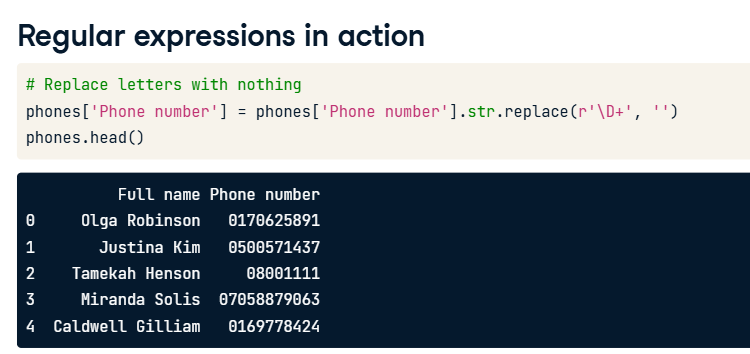 Regular expressions in action
# Replace letters with nothing
phones['Phone number'] = phones['Phone number'].str.replace(r'\D+', '')
phones.head()
Full name Phone number
0 Olga Robinson 0170625891
1 Justina Kim 0500571437
2 Tamekah Henson 08001111
3 Miranda Solis 07058879063
4 Caldwell Gilliam 0169778424